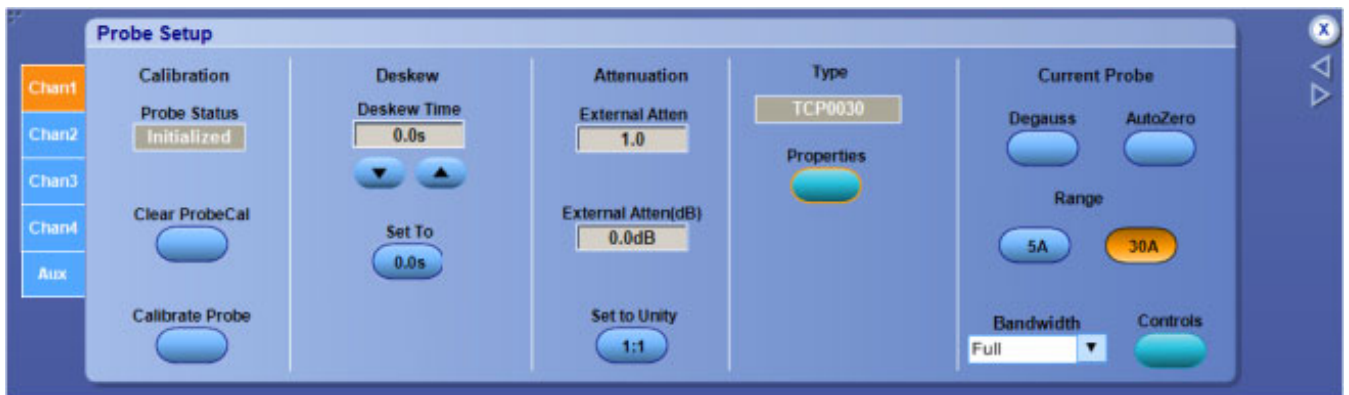 Probe Setup
Chan1
Chan2
Chan3
Chan4
Aux
Calibration
Probe Status
Initialized
Clear ProbeCal
Calibrate Probe
Deskew
Deskew Time
0.0s
Set To
0.0s
Attenuation
External Atten
1.0
External Atten(dB)
0.0dB
Set to Unity
1:1
Type
TCP0030
Properties
Current Probe
Degauss
AutoZero
Range
5A
30A
Bandwidth
Full
Controls
X